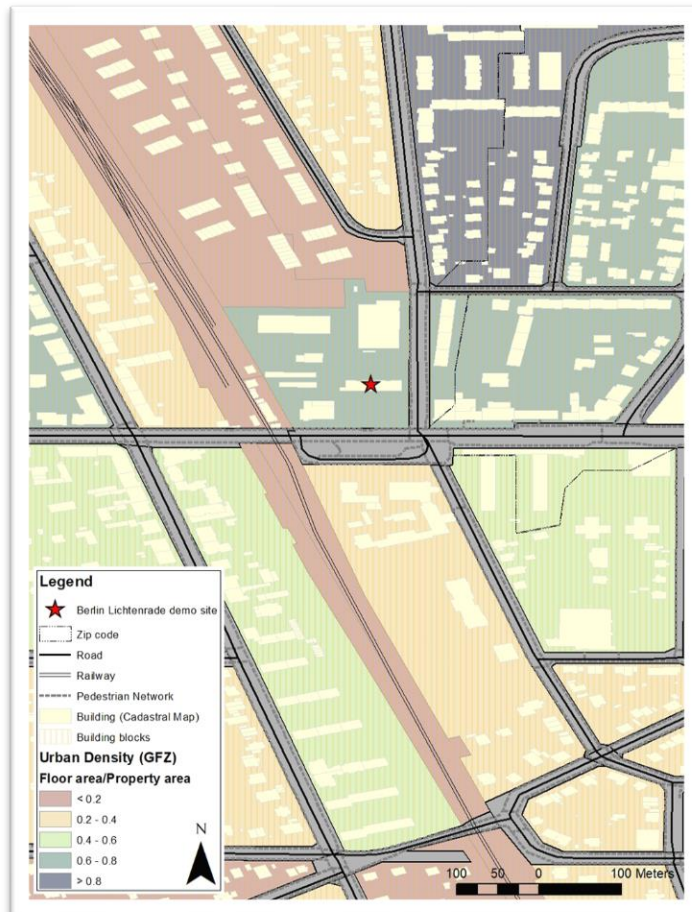 Legend
Berlin Lichtenrade demo site
Zip code
Road
Railway
Pedestrian Network
Building (Cadastral Map)
Building blocks
Urban Density (GFZ)
Floor area/Property area
< 0.2
0.2 - 0.4
0.4 - 0.6
0.6 - 0.8
> 0.8
N
100 50 0 100 Meters